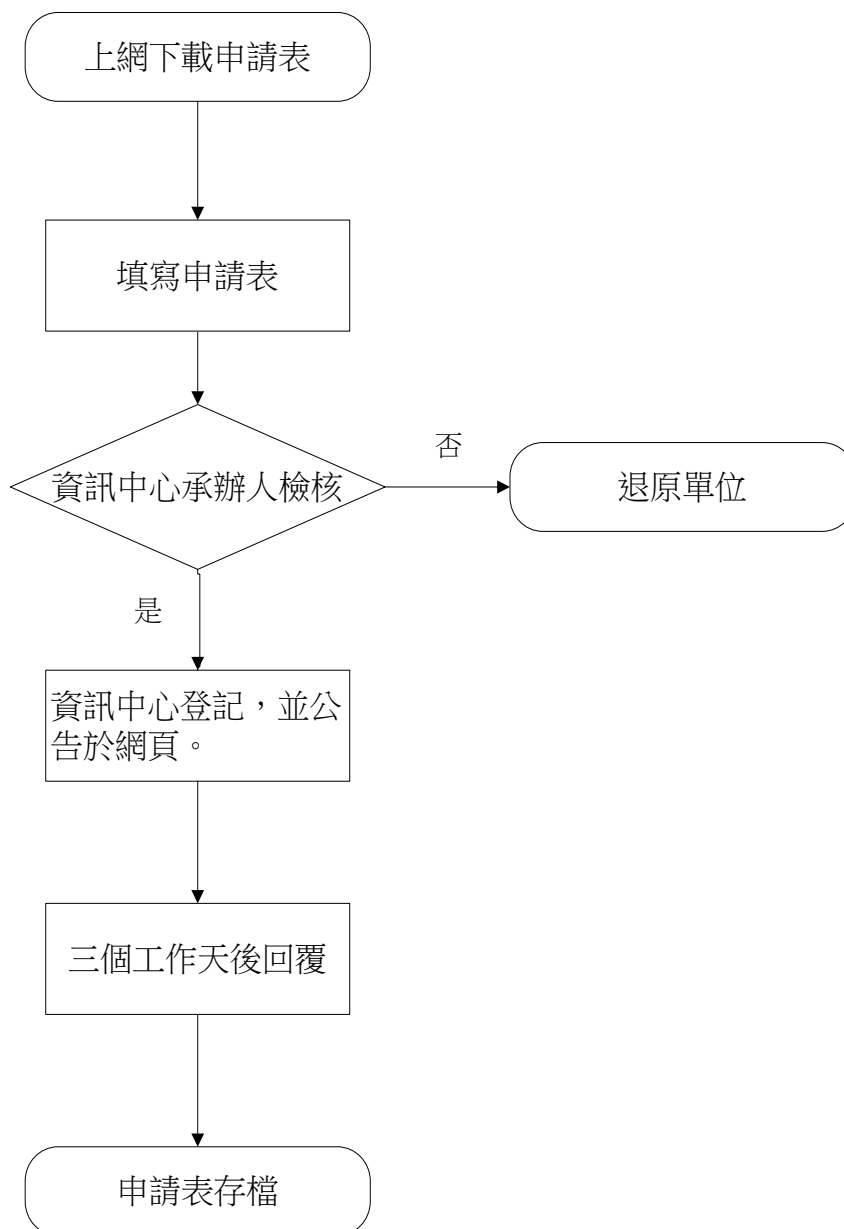 上網下載申請表
填寫申請表
資訊中心承辦人檢核
否
退原單位
是
資訊中心登記，並公
告於網頁。
三個工作天後回覆
申請表存檔